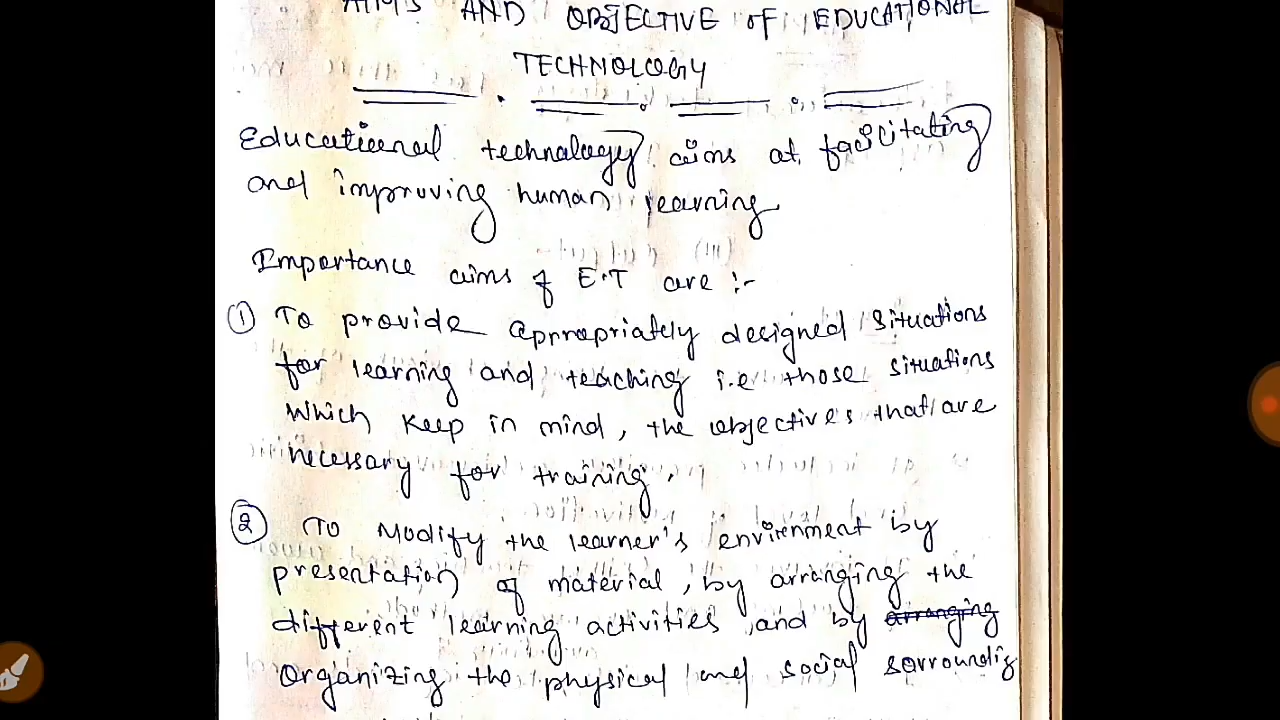 AIMS AND OBJECTIVE OF EDUCATIONAL
TECHNOLOGY
Educational technology aims at facilitating
and improving human learning
Importance aims of E.T are :-
① To provide appropriately designed situations
for learning and teaching i.e those situations
which keep in mind, the objectives that are
necessary for training.
② To modify the learner's environment by
presentation of material, by arranging the
different learning activities and by arranging
organizing the physical and social sorrounding